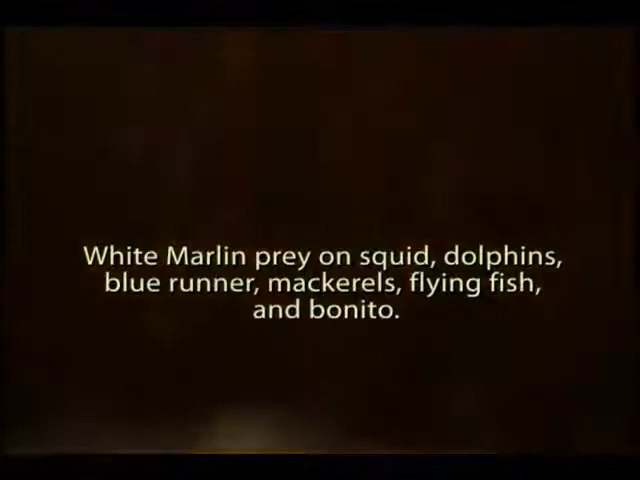 White Marlin prey on squid, dolphins,
blue runner, mackerels, flying fish,
and bonito.